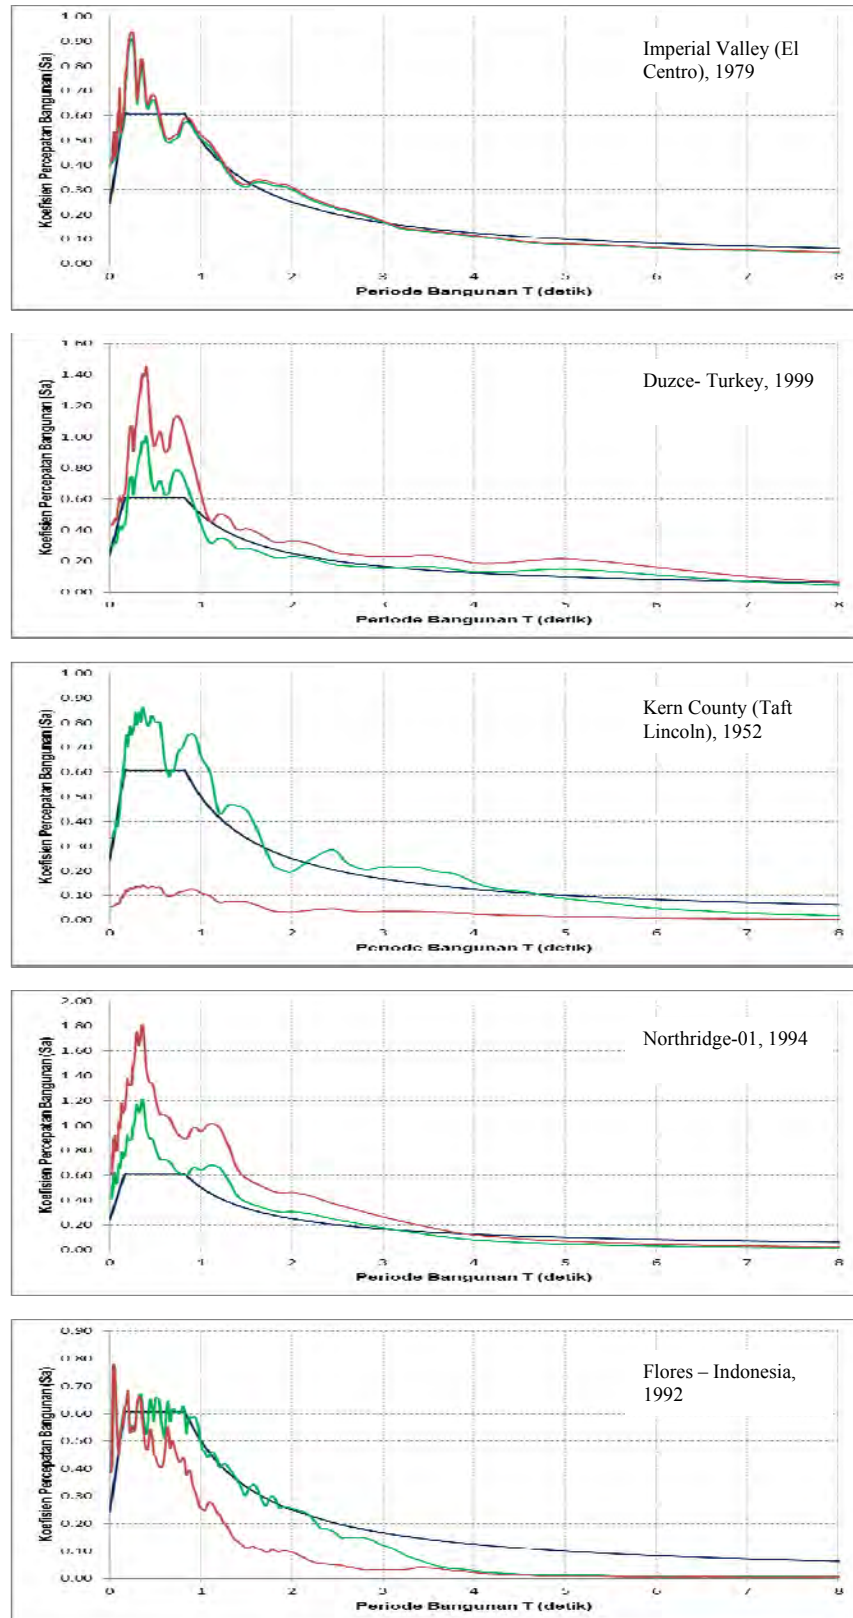 1.00
0.90
0.80
0.70
0.60
0.50
0.40
0.30
0.20
0.10
0.00
Koefisien Percepatan Bangunan (Sa)
Imperial Valley (El
Centro), 1979
0 1 2 3 4 5 6 7 8
Periode Bangunan T (detik)
1.60
1.40
1.20
1.00
0.80
0.60
0.40
0.20
0.00
Koefisien Percepatan Bangunan (Sa)
Duzce- Turkey, 1999
0 1 2 3 4 5 6 7 8
Periode Bangunan T (detik)
1.00
0.90
0.80
0.70
0.60
0.50
0.40
0.30
0.20
0.10
0.00
Koefisien Percepatan Bangunan (Sa)
Kern County (Taft
Lincoln), 1952
0 1 2 3 4 5 6 7 8
Periode Bangunan T (detik)
2.00
1.80
1.60
1.40
1.20
1.00
0.80
0.60
0.40
0.20
0.00
Koefisien Percepatan Bangunan (Sa)
Northridge-01, 1994
0 1 2 3 4 5 6 7 8
Periode Bangunan T (detik)
0.90
0.80
0.70
0.60
0.50
0.40
0.30
0.20
0.10
0.00
Koefisien Percepatan Bangunan (Sa)
Flores – Indonesia,
1992
0 1 2 3 4 5 6 7 8
Periode Bangunan T (detik)